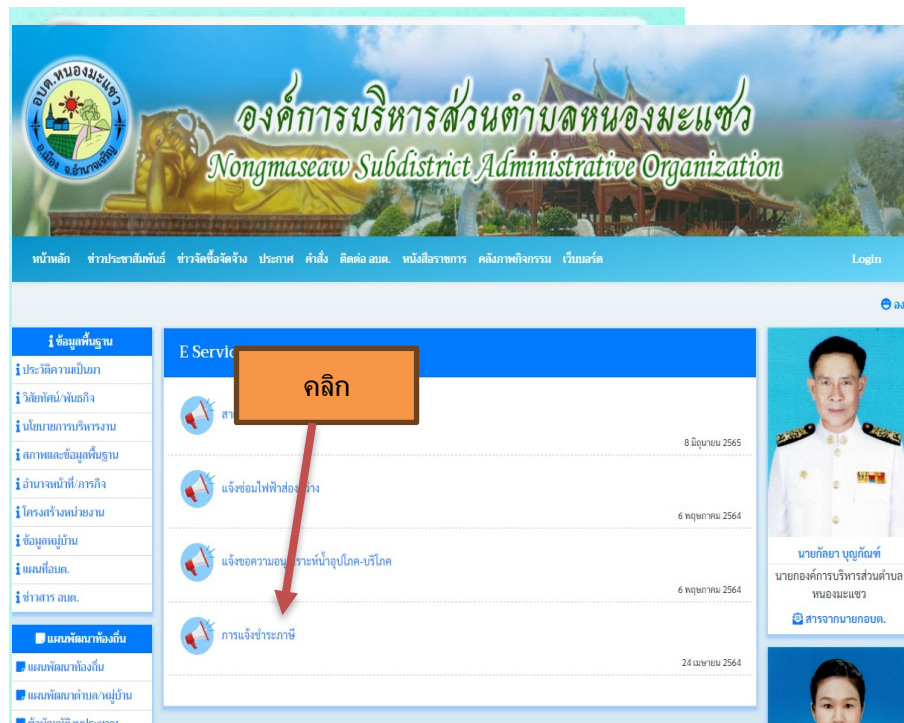 อบต.หนองมะแซว
อ.เมือง จ.อำนาจเจริญ
องค์การบริหารส่วนตำบลหนองมะแซว
Nongmaseaw Subdistrict Administrative Organization
หน้าหลัก ข่าวประชาสัมพันธ์ ข่าวจัดซื้อจัดจ้าง ประกาศ คำสั่ง ติดต่อ อบต. หนังสือราชการ คลังภาพกิจกรรม เว็บบอร์ด Login
ข้อมูลพื้นฐาน
ประวัติความเป็นมา
วิสัยทัศน์/พันธกิจ
นโยบายการบริหารงาน
สภาพและข้อมูลพื้นฐาน
อำนาจหน้าที่/ภารกิจ
โครงสร้างหน่วยงาน
ข้อมูลหมู่บ้าน
แผนที่อบต.
ข่าวสาร อบต.
แผนพัฒนาท้องถิ่น
แผนพัฒนาท้องถิ่น
แผนพัฒนาตำบล/หมู่บ้าน
E Servic
คลิก
8 มิถุนายน 2565
แจ้งซ่อมไฟฟ้าส่องสว่าง
6 พฤษภาคม 2564
แจ้งขอความอนุเคราะห์น้ำอุปโภค-บริโภค
6 พฤษภาคม 2564
การแจ้งชำระภาษี
24 เมษายน 2564
นายกัลยา บุญกัณฑ์
นายกองค์การบริหารส่วนตำบล
หนองมะแซว
สารจากนายกอบต.